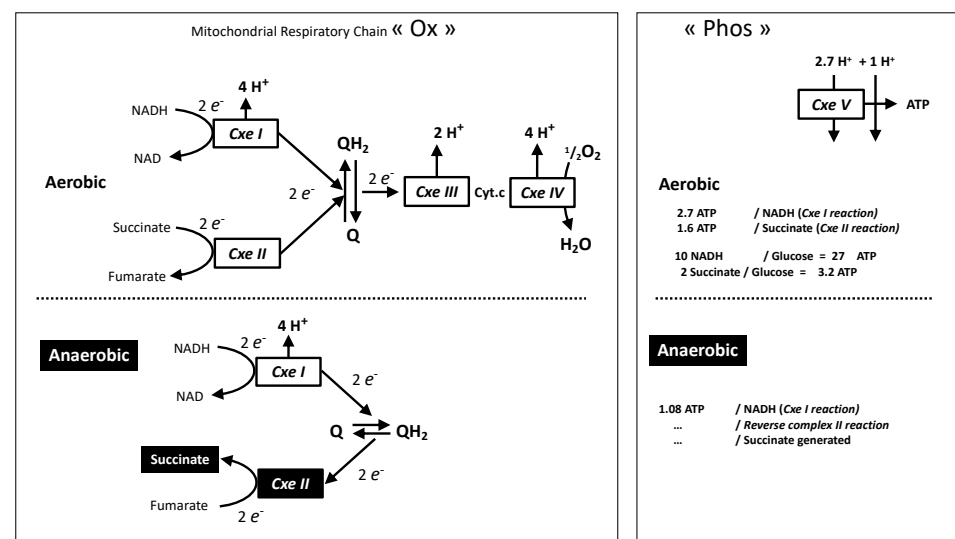 Mitochondrial Respiratory Chain « Ox »
4 H+
NADH
2 e-
Cxe I
NAD
Aerobic
QH2
2 e-
2 e-
Q
2 H+
Cxe III
Cyt.c
4 H+
1/2O2
Cxe IV
H2O
Succinate
2 e-
Cxe II
Fumarate
Anaerobic
4 H+
NADH
2 e-
Cxe I
NAD
2 e-
Q
QH2
Succinate
Cxe II
2 e-
Fumarate
2 e-
« Phos »
2.7 H+ + 1 H+
Cxe V
ATP
Aerobic
2.7 ATP / NADH (Cxe I reaction)
1.6 ATP / Succinate (Cxe II reaction)
10 NADH / Glucose = 27 ATP
2 Succinate / Glucose = 3.2 ATP
Anaerobic
1.08 ATP / NADH (Cxe I reaction)
… / Reverse complex II reaction
… / Succinate generated